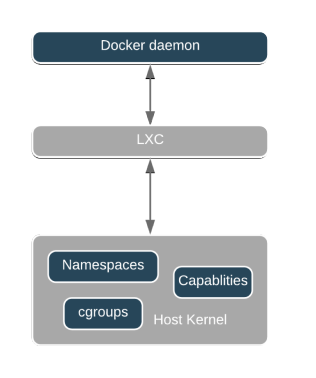 Docker daemon
LXC
Namespaces
Capablities
cgroups
Host Kernel